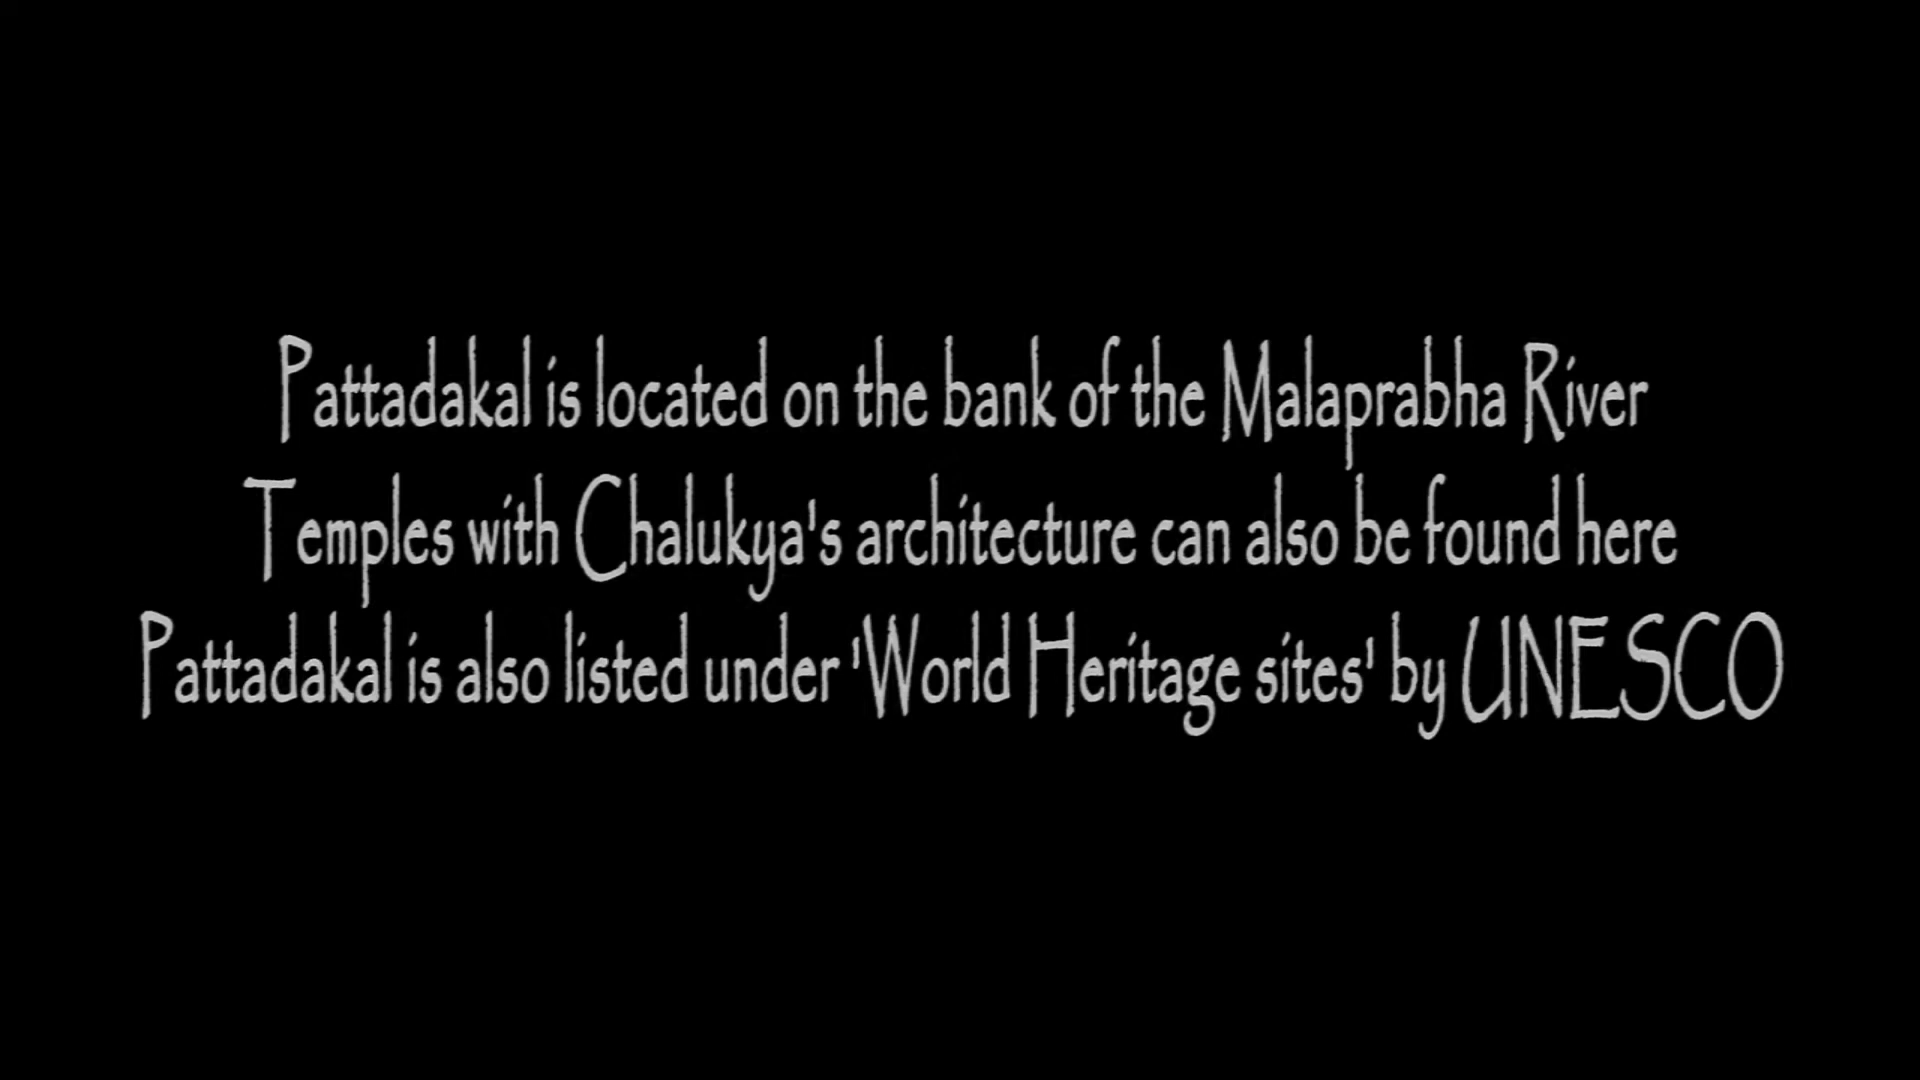 Pattadakal is located on the bank of the Malaprabha River
Temples with Chalukya's architecture can also be found here
Pattadakal is also listed under 'World Heritage sites' by UNESCO